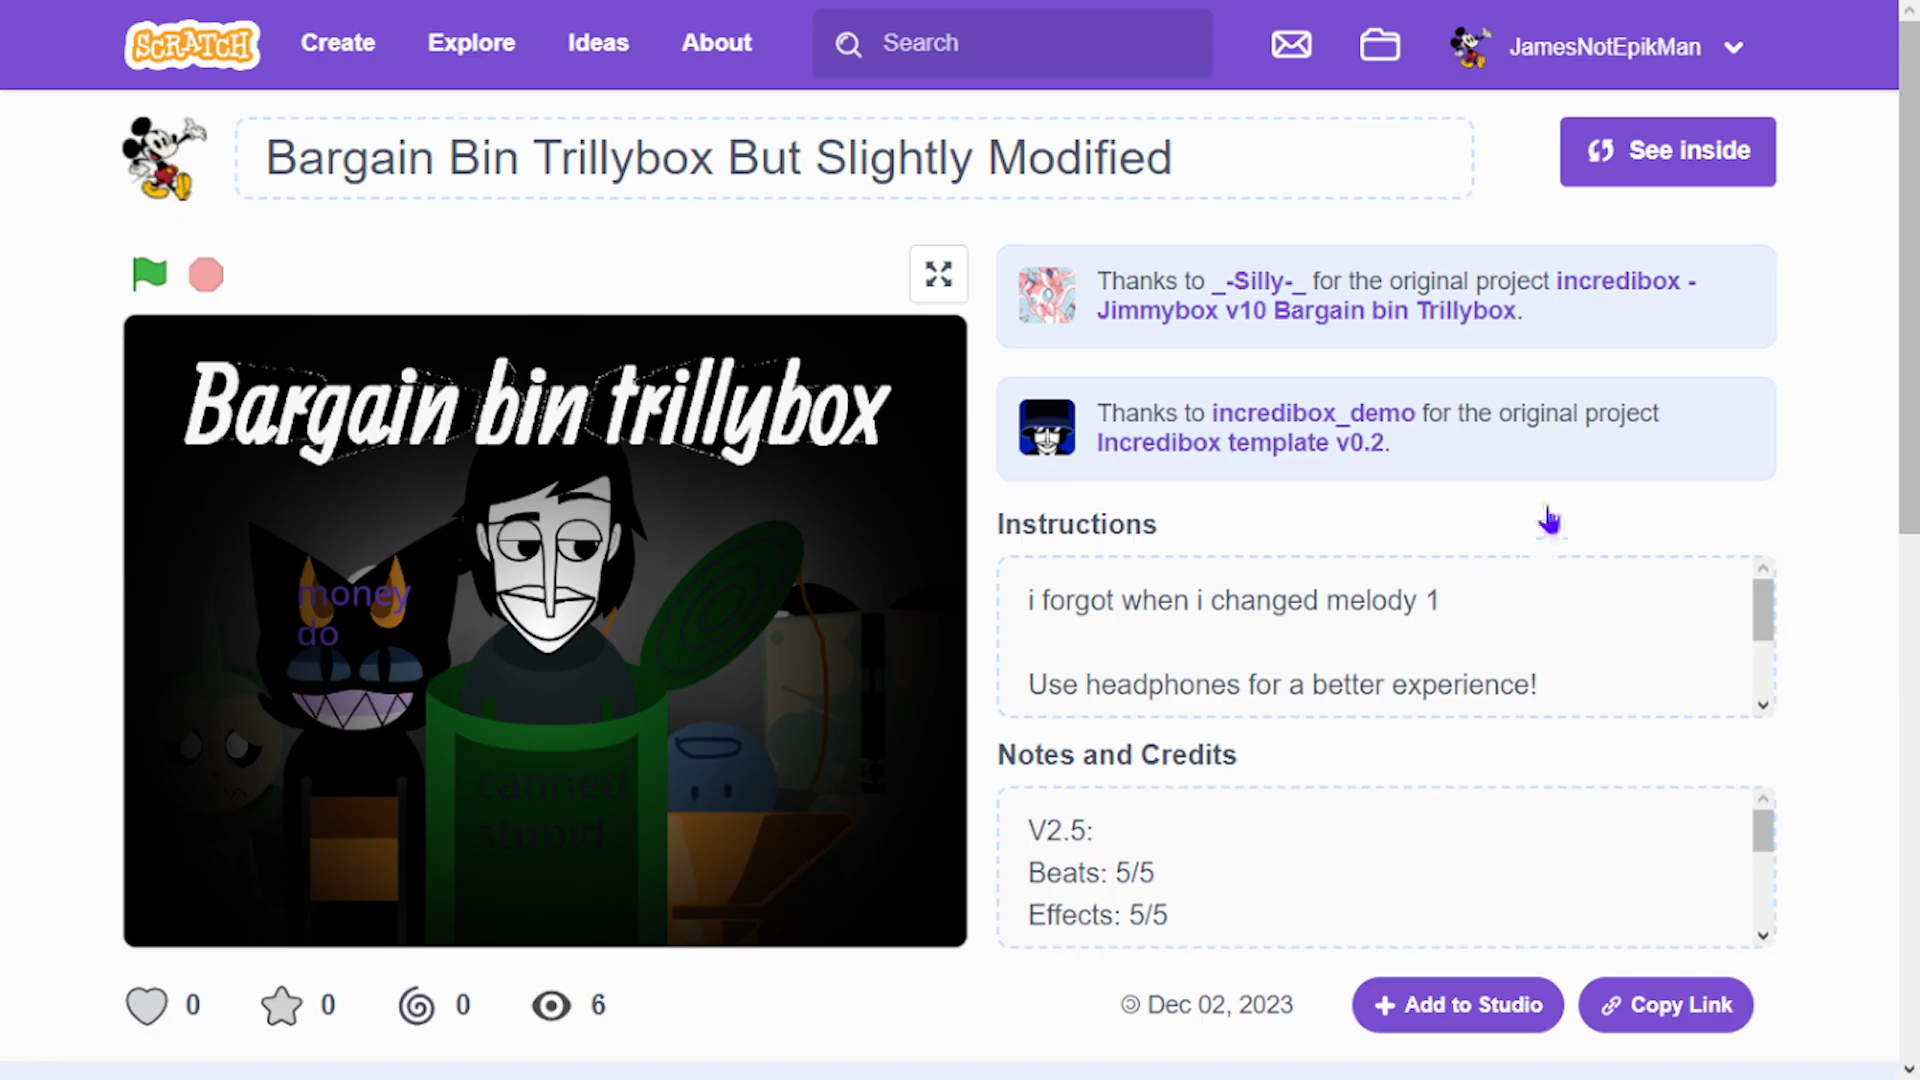 SCRATCH
Create
Explore
Ideas
About
Search
JamesNotEpikMan
Bargain Bin Trillybox But Slightly Modified
See inside
Thanks to _-Silly-_ for the original project incredibox -
Jimmybox v10 Bargain bin Trillybox.
Thanks to incredibox_demo for the original project
Incredibox template v0.2.
Bargain bin trillybox
money
do
canned
stupid
Instructions
i forgot when i changed melody 1
Use headphones for a better experience!
Notes and Credits
V2.5:
Beats: 5/5
Effects: 5/5
0
0
0
6
Dec 02, 2023
Add to Studio
Copy Link